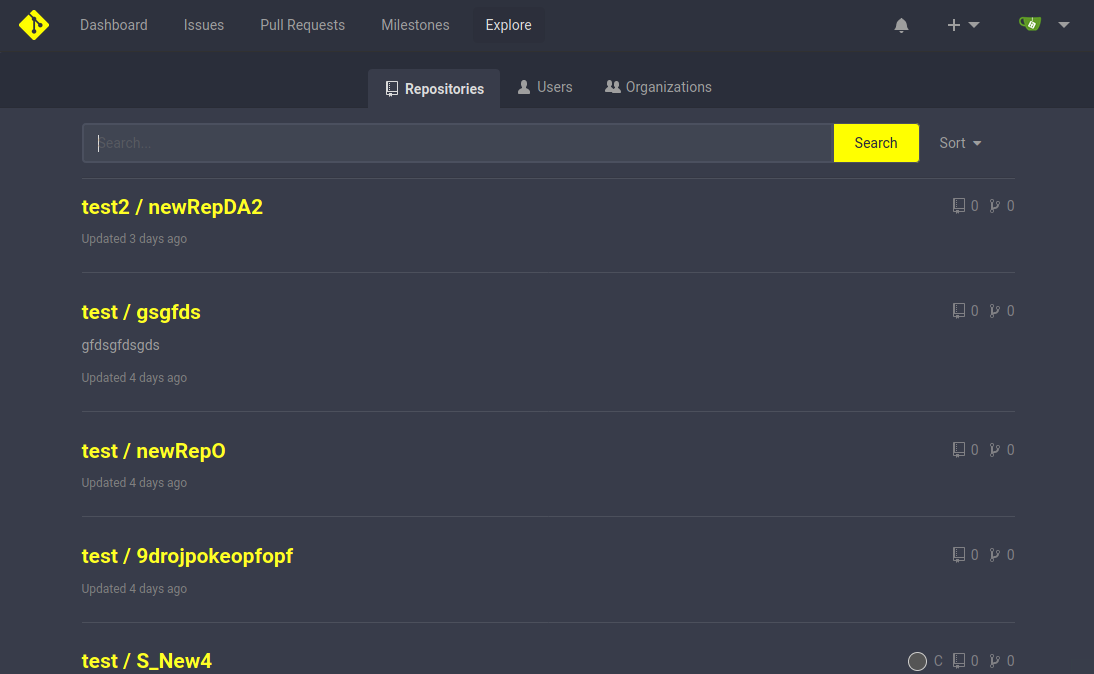 Dashboard Issues Pull Requests Milestones Explore
Repositories Users Organizations
Search... Search Sort
test2 / newRepDA2 0 0
Updated 3 days ago
test / gsgfds 0 0
gfdsgfdsgds
Updated 4 days ago
test / newRepO 0 0
Updated 4 days ago
test / 9drojpokeopfopf 0 0
Updated 4 days ago
test / S_New4 C 0 0